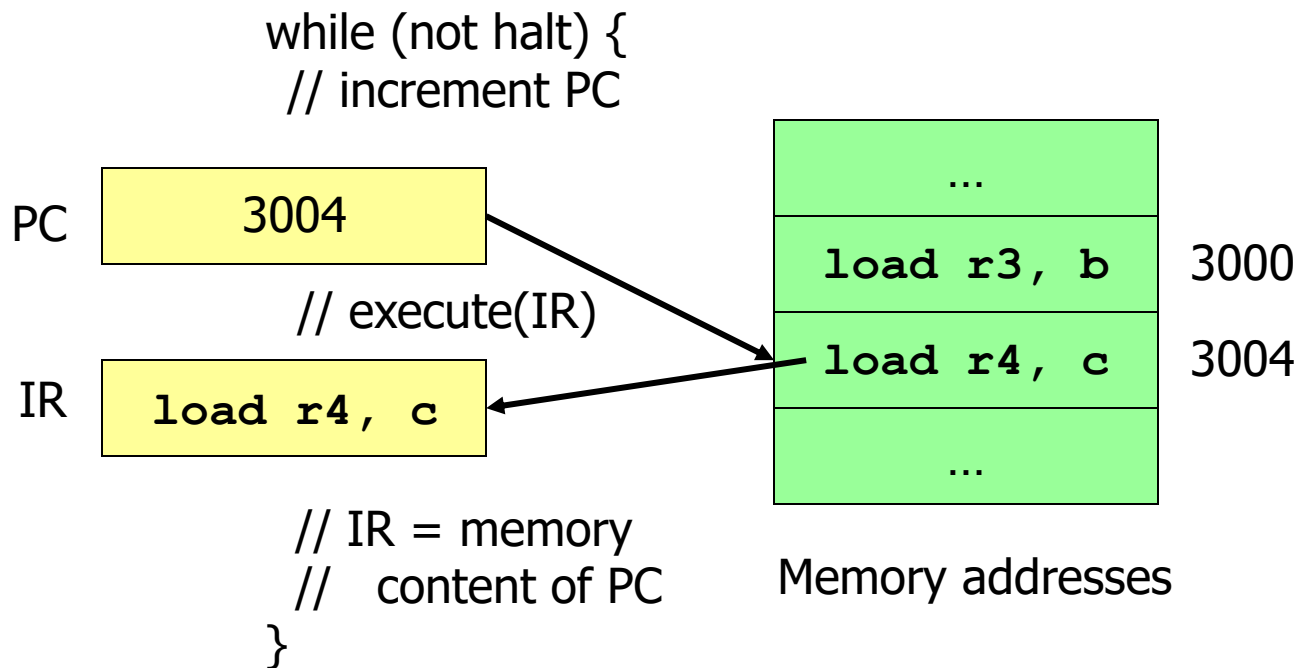 while (not halt) {
// increment PC
PC
3004
// execute(IR)
IR
load r4, c
// IR = memory
// content of PC
}
...
load r3, b
3000
load r4, c
3004
...
Memory addresses